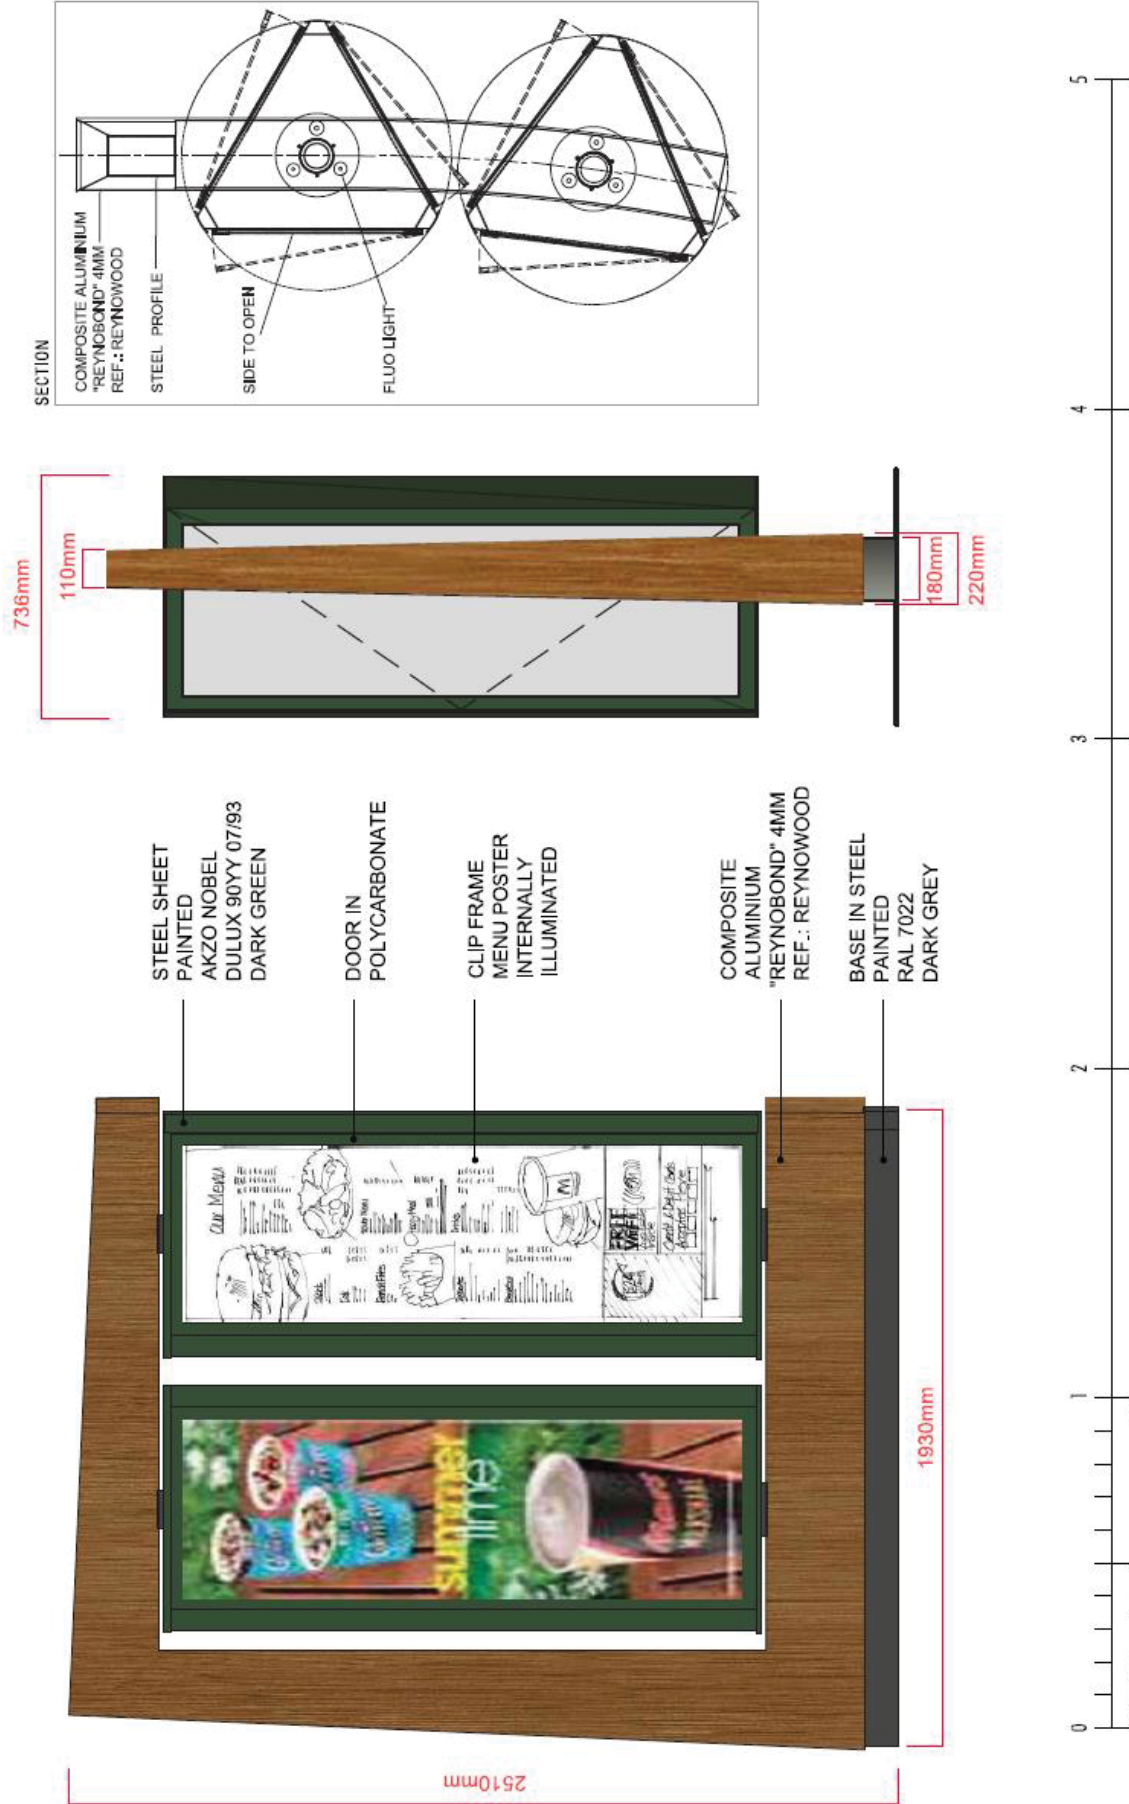 SECTION
COMPOSITE ALUMINIUM
"REYNOBOND" 4MM
REF.: REYNOWOOD
STEEL PROFILE
SIDE TO OPEN
FLUO LIGHT
736mm
110mm
180mm
220mm
STEEL SHEET
PAINTED
AKZO NOBEL
DULUX 90YY 07/93
DARK GREEN
DOOR IN
POLYCARBONATE
CLIP FRAME
MENU POSTER
INTERNALLY
ILLUMINATED
COMPOSITE
ALUMINIUM
"REYNOBOND" 4MM
REF.: REYNOWOOD
BASE IN STEEL
PAINTED
RAL 7022
DARK GREY
Our Menu
FREE
M
summer
time
2510mm
1930mm
0
1
2
3
4
5